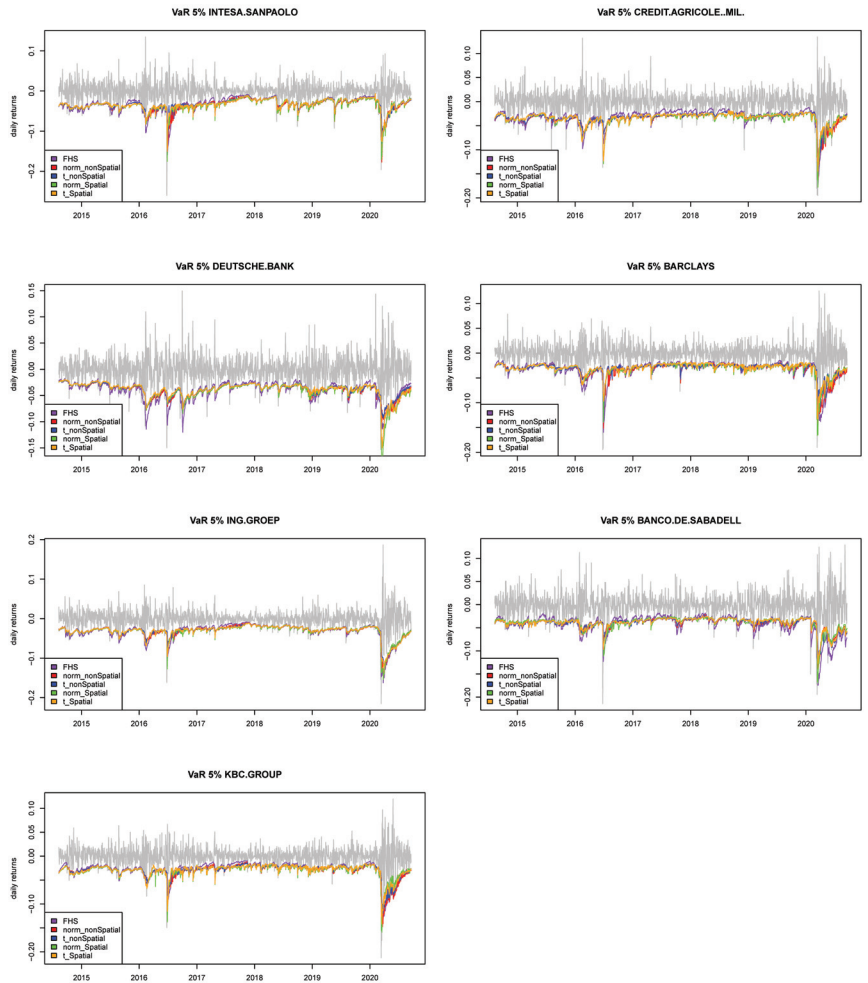 VaR 5% INTESA.SANPAOLO
daily returns
0.1
0.0
−0.1
−0.2
FHS
norm_nonSpatial
t_nonSpatial
norm_Spatial
t_Spatial
2015 2016 2017 2018 2019 2020
VaR 5% CREDIT.AGRICOLE..MIL.
daily returns
0.10
0.05
0.00
−0.10
−0.20
FHS
norm_nonSpatial
t_nonSpatial
norm_Spatial
t_Spatial
2015 2016 2017 2018 2019 2020
VaR 5% DEUTSCHE.BANK
daily returns
0.15
0.10
0.05
0.00
−0.05
−0.10
−0.15
FHS
norm_nonSpatial
t_nonSpatial
norm_Spatial
t_Spatial
2015 2016 2017 2018 2019 2020
VaR 5% BARCLAYS
daily returns
0.10
0.05
0.00
−0.10
−0.20
FHS
norm_nonSpatial
t_nonSpatial
norm_Spatial
t_Spatial
2015 2016 2017 2018 2019 2020
VaR 5% ING.GROEP
daily returns
0.2
0.1
0.0
−0.1
−0.2
FHS
norm_nonSpatial
t_nonSpatial
norm_Spatial
t_Spatial
2015 2016 2017 2018 2019 2020
VaR 5% BANCO.DE.SABADELL
daily returns
0.10
0.05
0.00
−0.10
−0.20
FHS
norm_nonSpatial
t_nonSpatial
norm_Spatial
t_Spatial
2015 2016 2017 2018 2019 2020
VaR 5% KBC.GROUP
daily returns
0.10
0.05
0.00
−0.10
−0.20
FHS
norm_nonSpatial
t_nonSpatial
norm_Spatial
t_Spatial
2015 2016 2017 2018 2019 2020